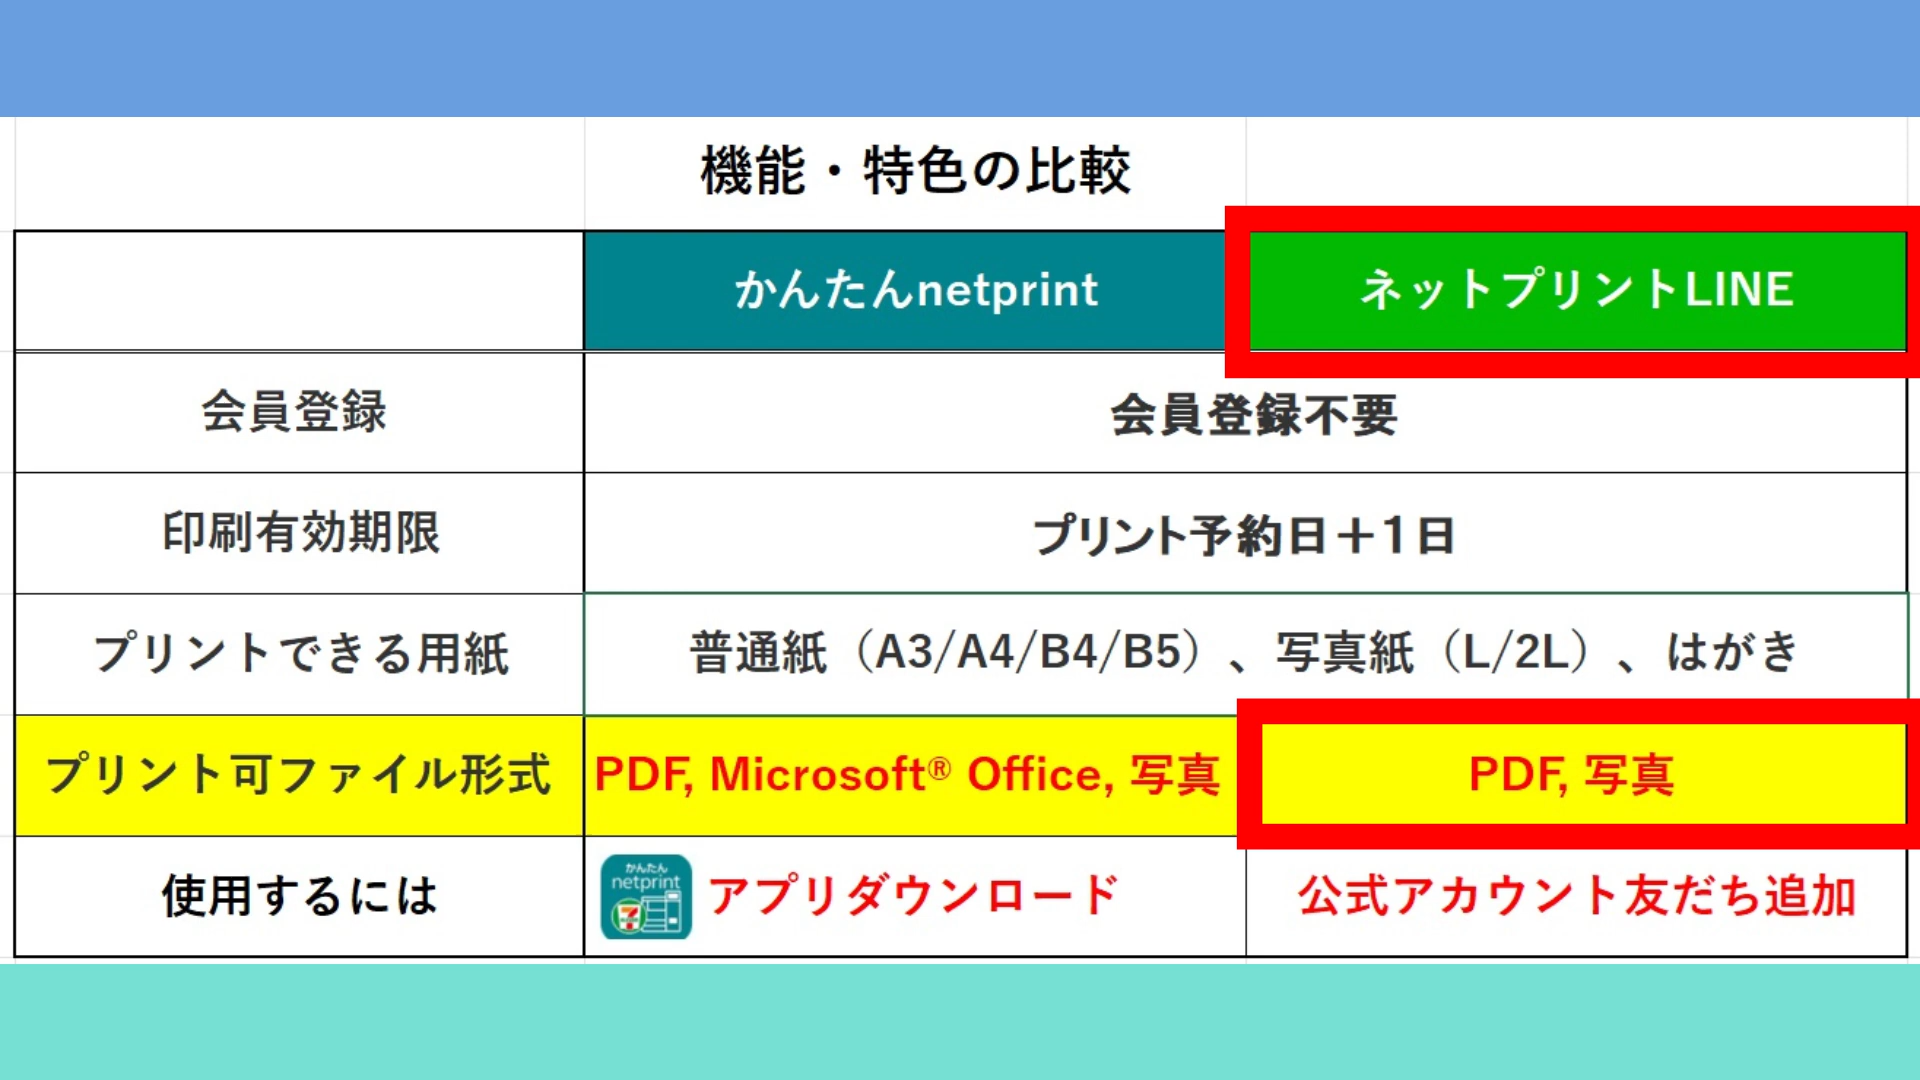 機能・特色の比較
かんたんnetprint
ネットプリントLINE
会員登録
会員登録不要
印刷有効期限
プリント予約日＋1日
プリントできる用紙
普通紙（A3/A4/B4/B5）、写真紙（L/2L）、はがき
プリント可ファイル形式
PDF, Microsoft® Office, 写真
PDF, 写真
使用するには
かんたん
netprint
アプリダウンロード
公式アカウント友だち追加